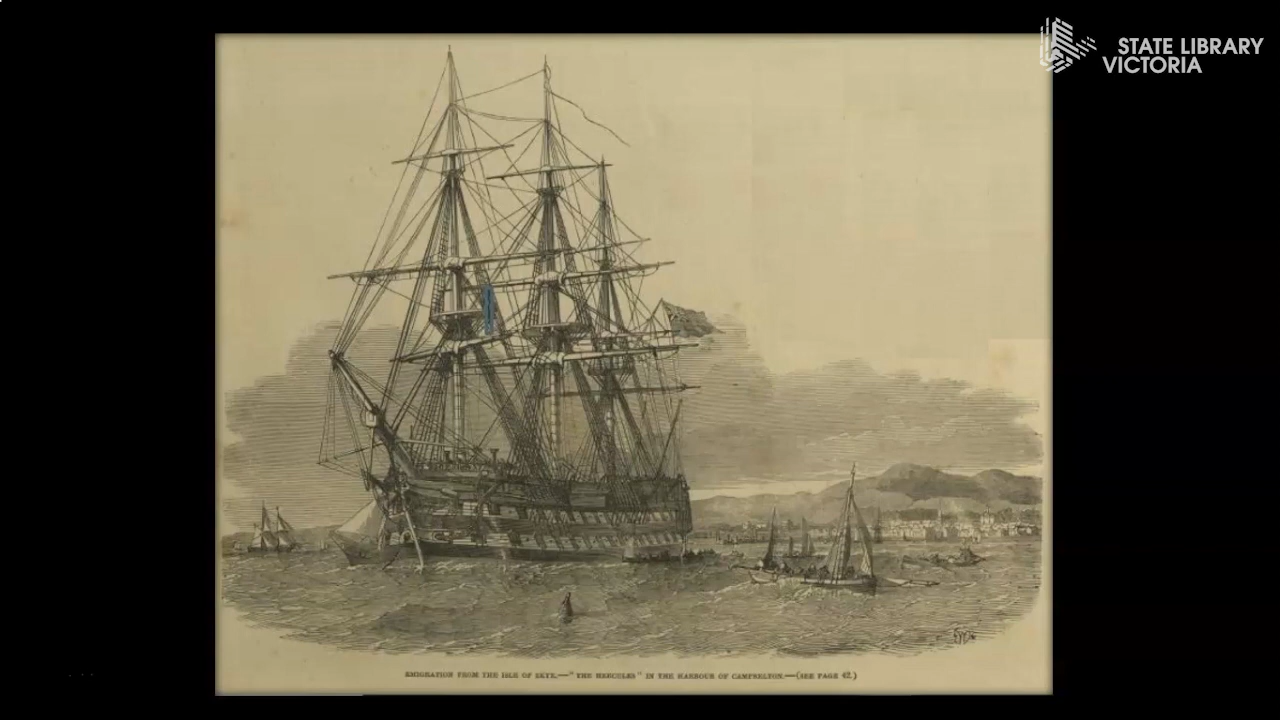 STATE LIBRARY
VICTORIA
EMIGRATION FROM THE ISLE OF SKYE.—"THE HERCULES" IN THE HARBOUR OF CAMPBELTON.—(SEE PAGE 42.)